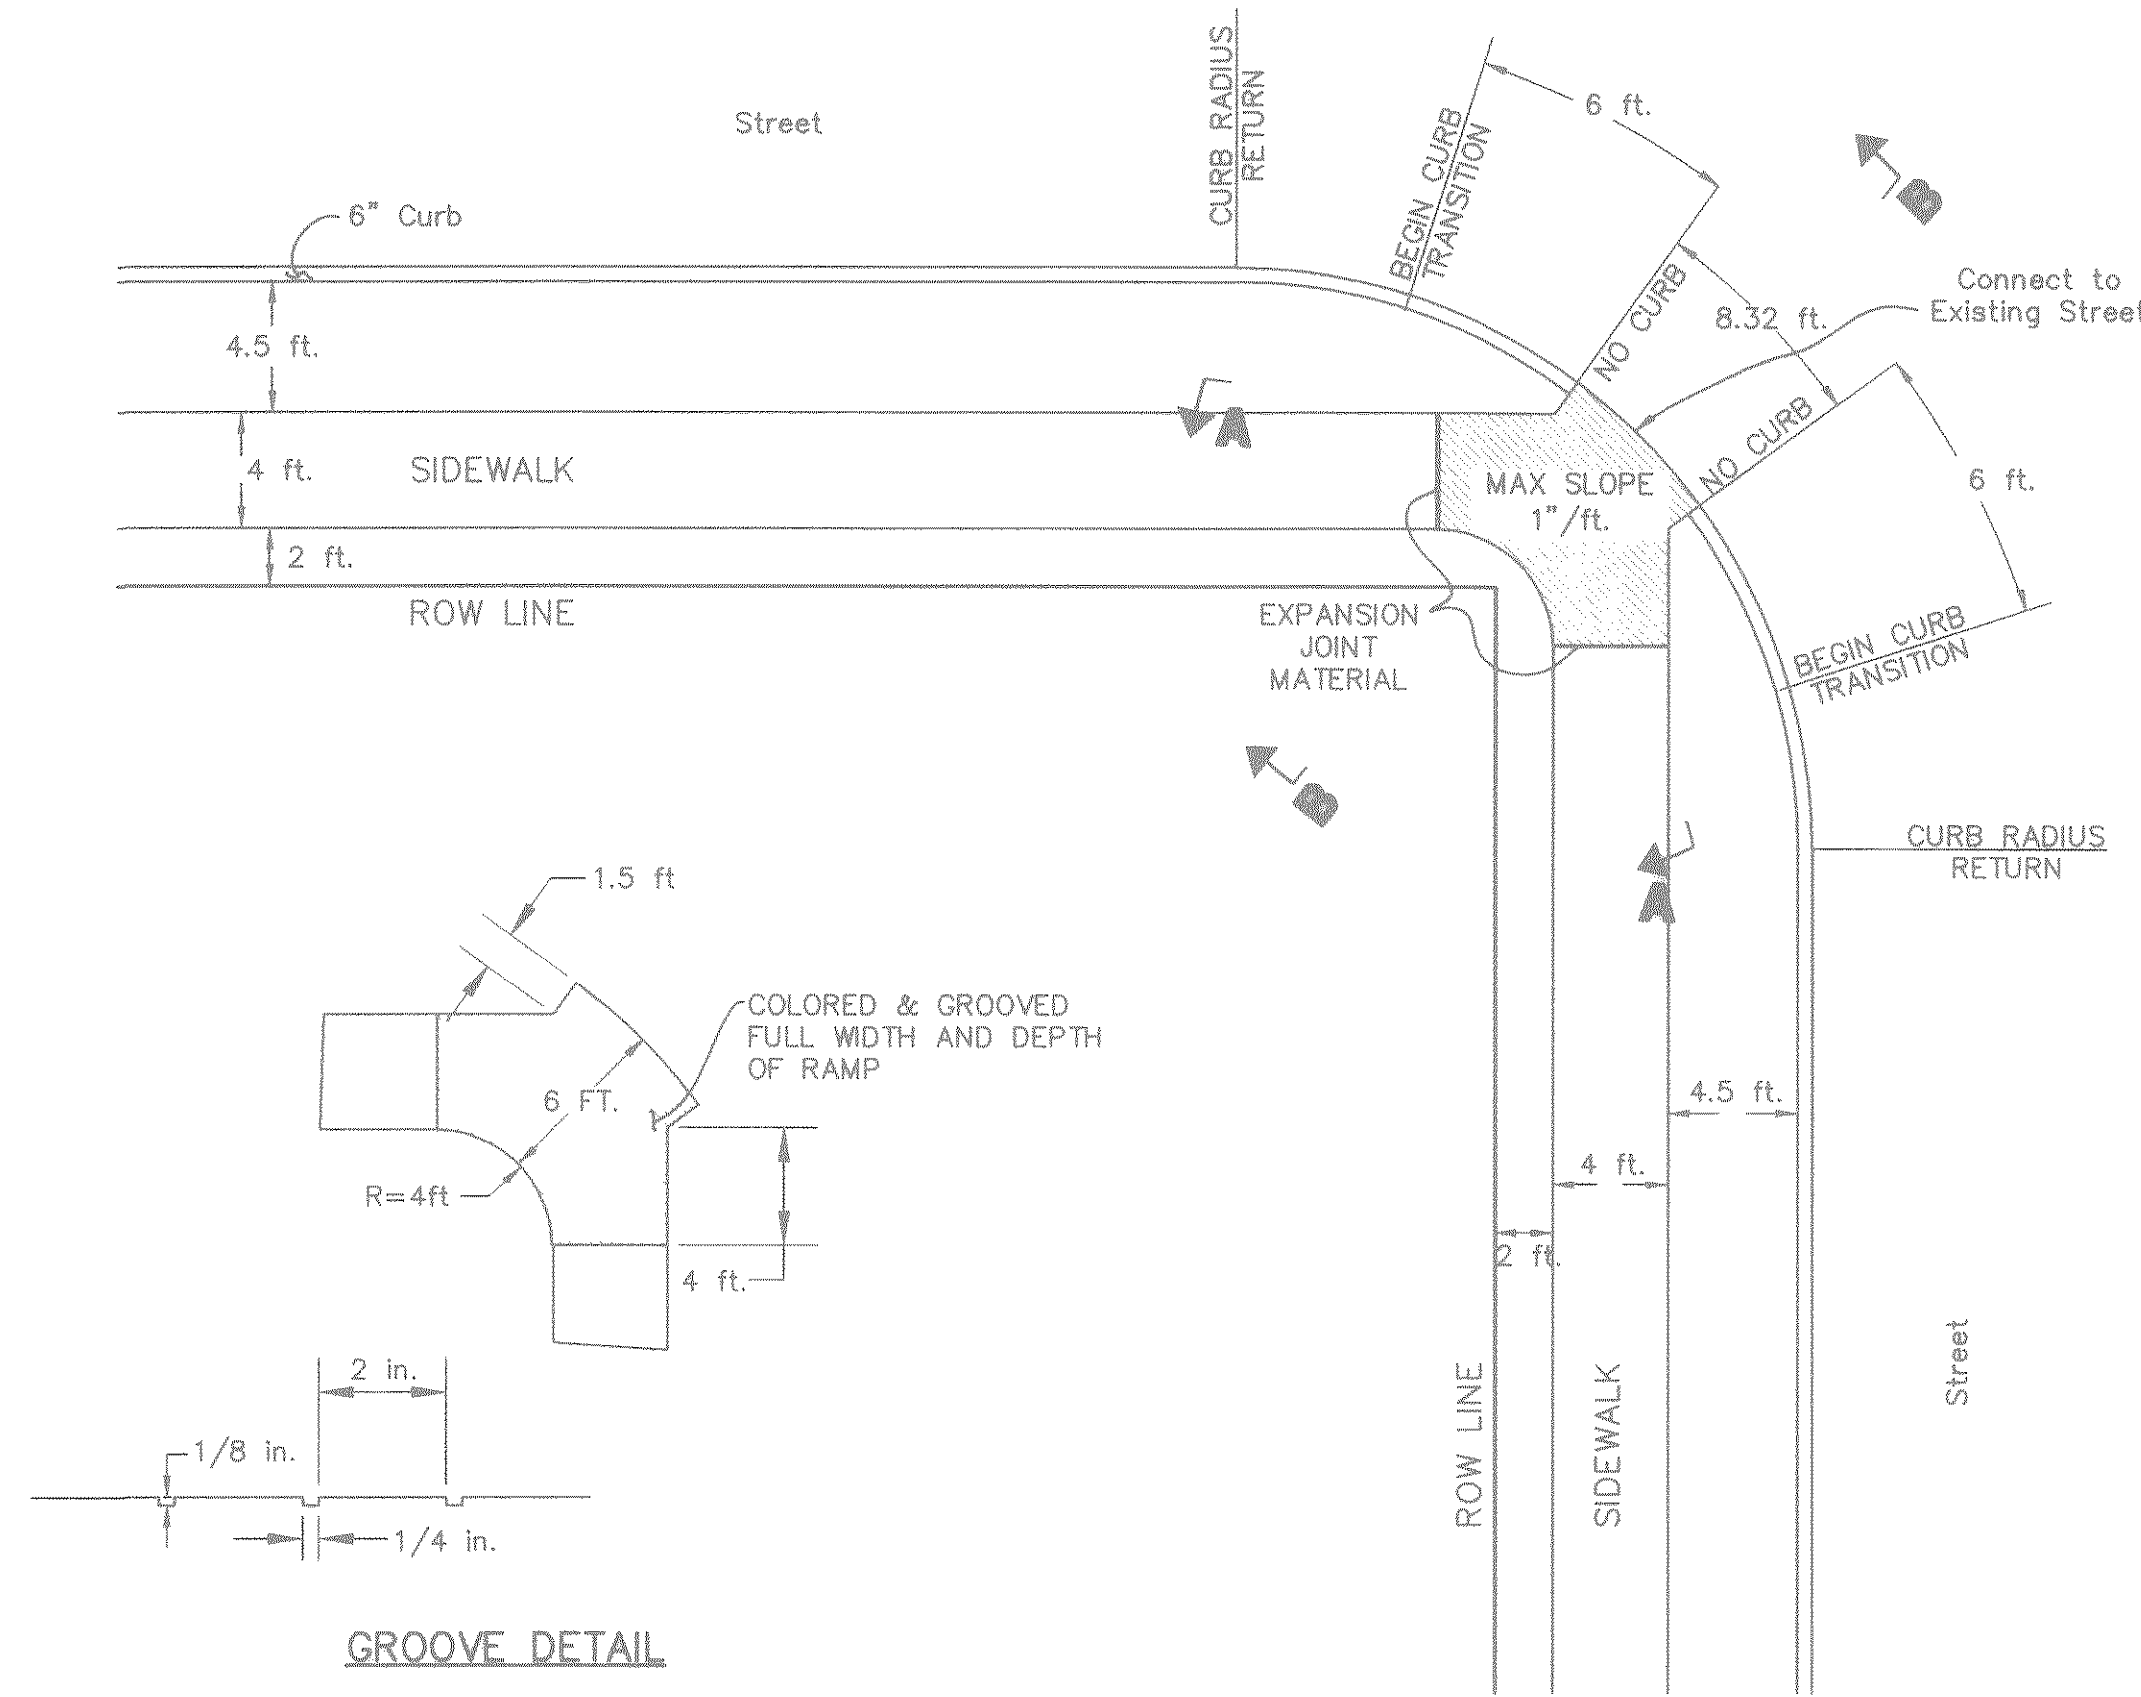 Street
CURB RADIUS
RETURN
BEGIN CURB
TRANSITION
6 ft.
B
6" Curb
NO CURB
8.32 ft.
Connect to
Existing Street
4.5 ft.
A
NO CURB
4 ft.
SIDEWALK
MAX SLOPE
1"/ft.
6 ft.
2 ft.
ROW LINE
EXPANSION
JOINT
MATERIAL
BEGIN CURB
TRANSITION
B
CURB RADIUS
RETURN
A
1.5 ft
COLORED & GROOVED
FULL WIDTH AND DEPTH
OF RAMP
6 FT.
R=4ft
4 ft.
4.5 ft.
4 ft.
2 ft.
ROW LINE
SIDEWALK
Street
2 in.
1/8 in.
1/4 in.
GROOVE DETAIL